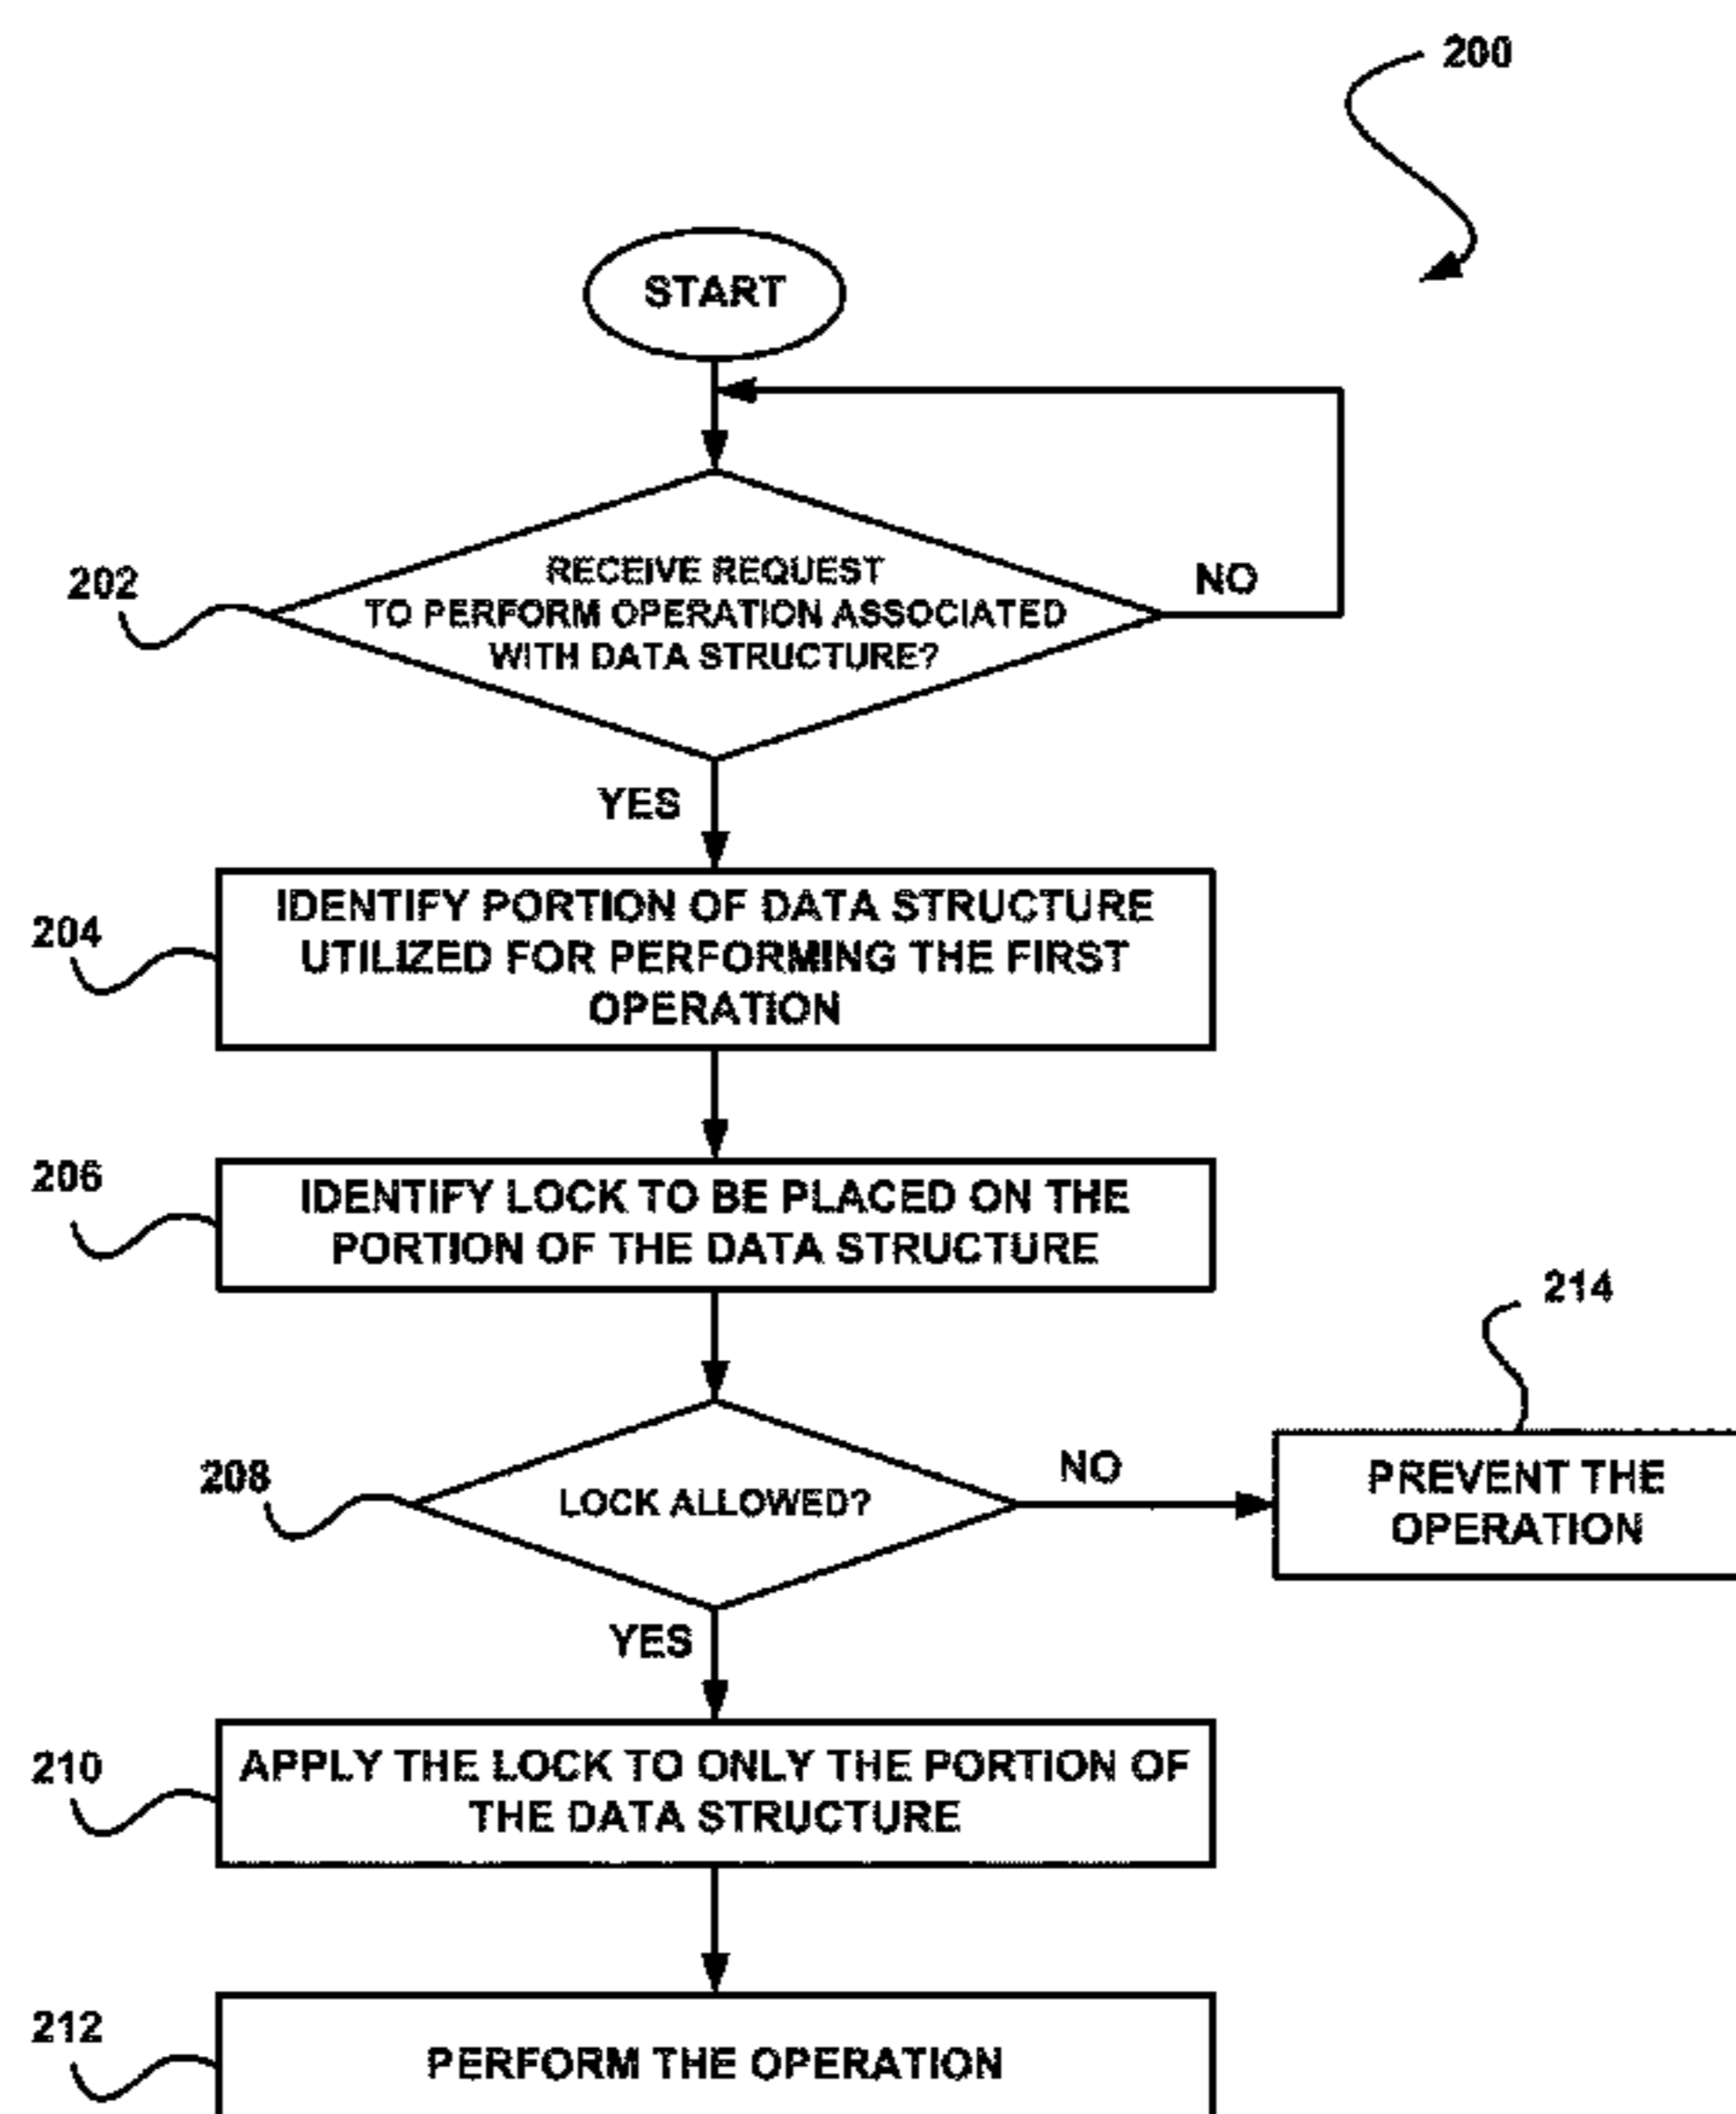 200
START
202
RECEIVE REQUEST
TO PERFORM OPERATION ASSOCIATED
WITH DATA STRUCTURE?
NO
YES
204
IDENTIFY PORTION OF DATA STRUCTURE
UTILIZED FOR PERFORMING THE FIRST
OPERATION
206
IDENTIFY LOCK TO BE PLACED ON THE
PORTION OF THE DATA STRUCTURE
208
LOCK ALLOWED?
NO
214
PREVENT THE
OPERATION
YES
210
APPLY THE LOCK TO ONLY THE PORTION OF
THE DATA STRUCTURE
212
PERFORM THE OPERATION